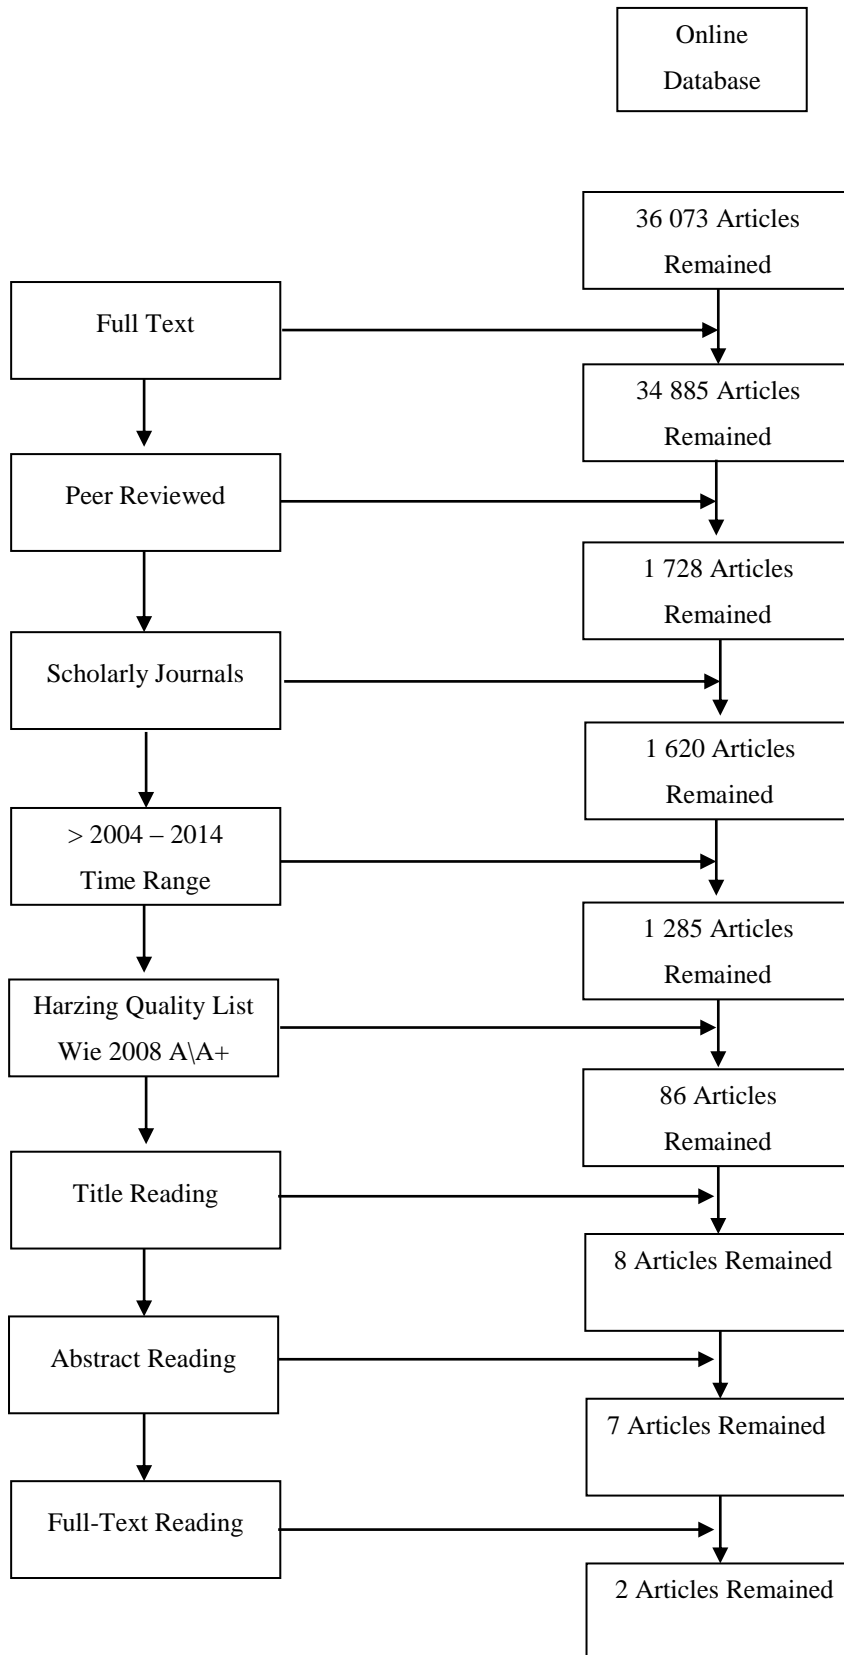 Online
Database
36 073 Articles
Remained
Full Text
34 885 Articles
Remained
Peer Reviewed
1 728 Articles
Remained
Scholarly Journals
1 620 Articles
Remained
> 2004 – 2014
Time Range
1 285 Articles
Remained
Harzing Quality List
Wie 2008 A\A+
86 Articles
Remained
Title Reading
8 Articles Remained
Abstract Reading
7 Articles Remained
Full-Text Reading
2 Articles Remained